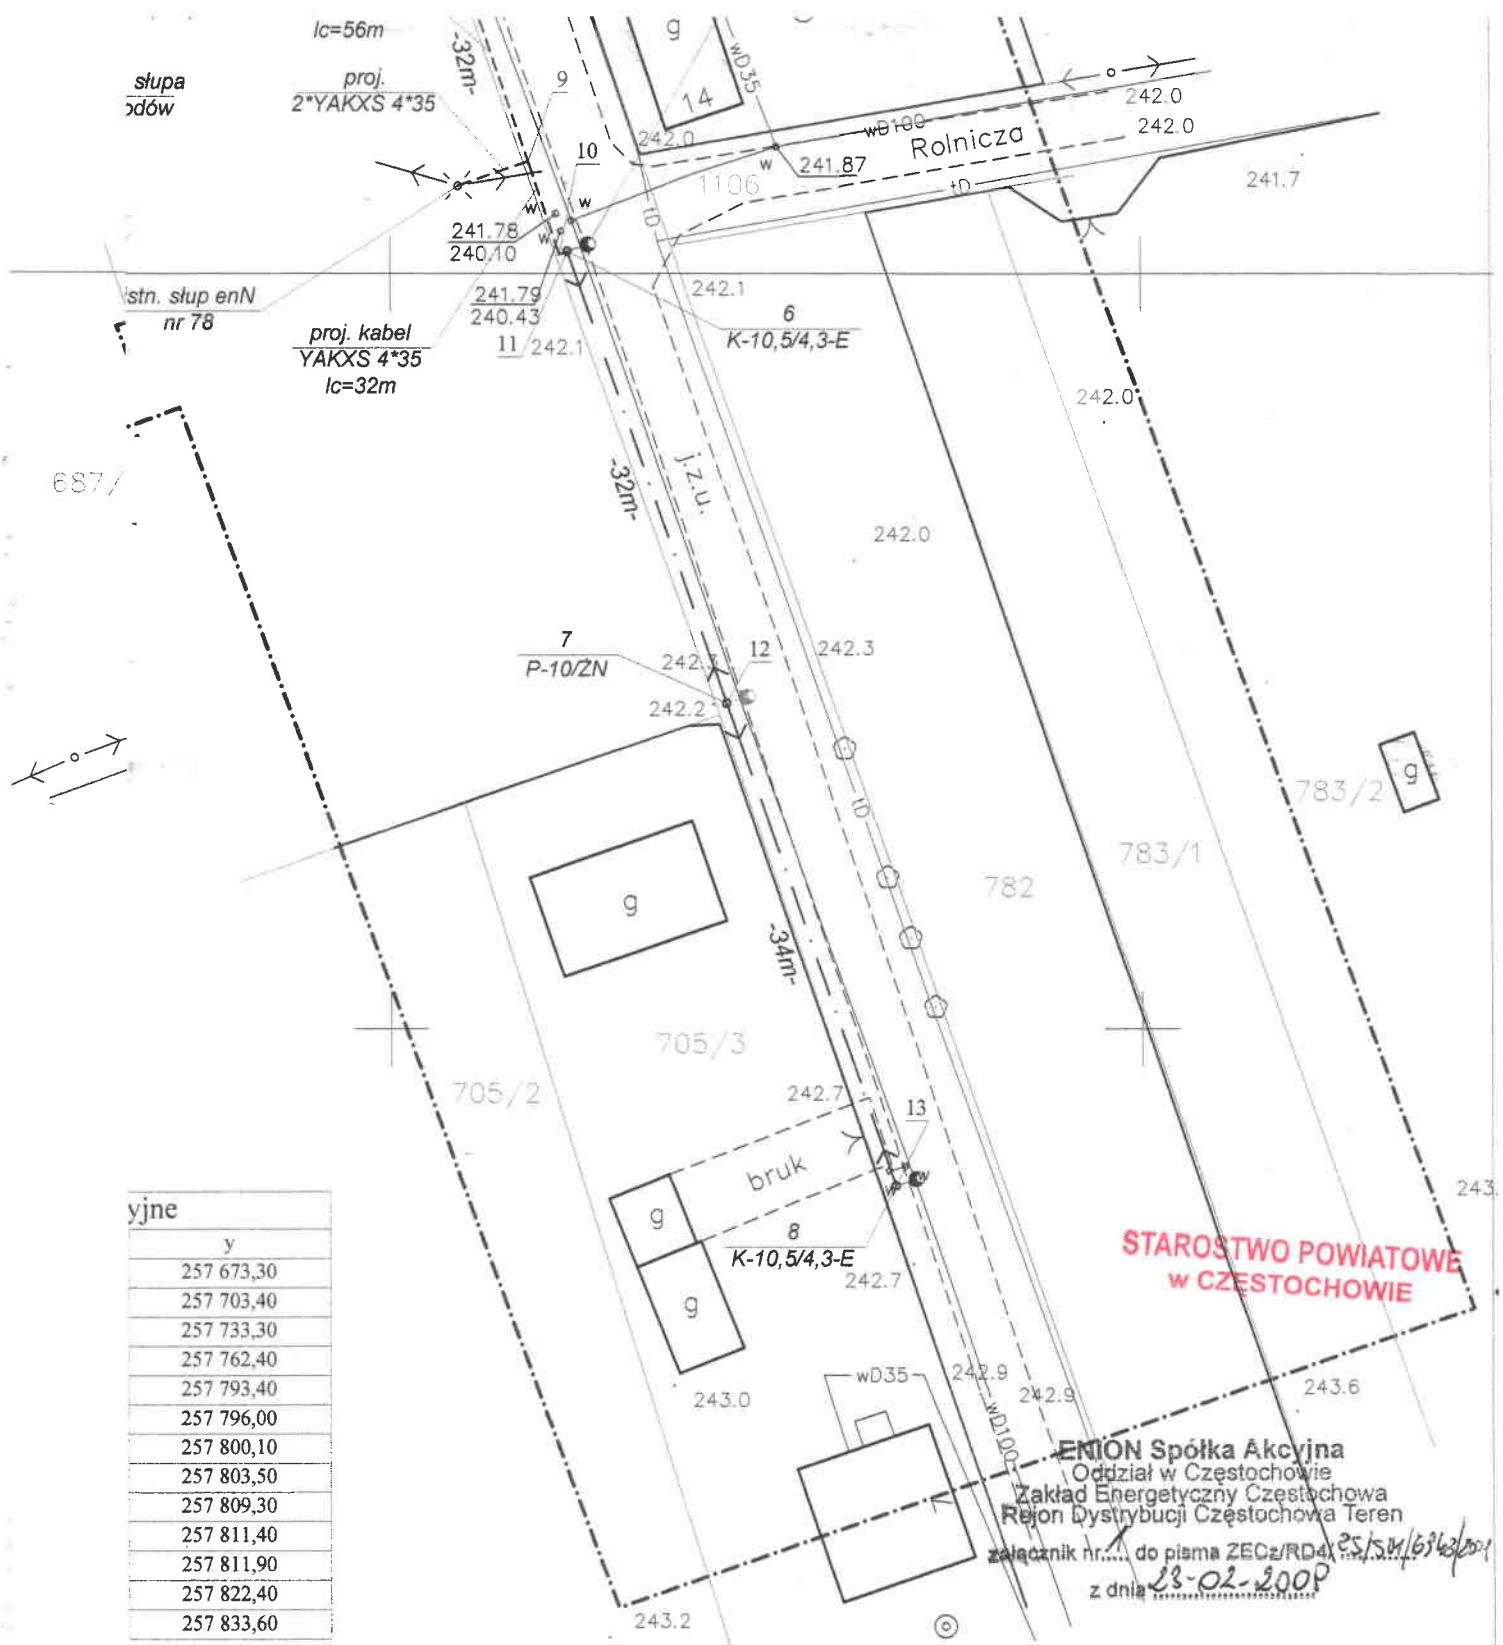 lc=56m
słupa
odów
proj.
2*YAKXS 4*35
-32m-
9
g
14
wD35
242.0
10
w
wD100
Rolnicza
242.0
242.0
241.87
1106
tD
tD
241.7
w
w
w
241.78
240.10
241.79
240.43
11
242.1
242.1
istn. słup enN
nr 78
proj. kabel
YAKXS 4*35
lc=32m
6
K-10,5/4,3-E
242.0
687/
-32m-
j.z.u.
242.0
7
P-10/ŻN
242.3
12
242.3
242.2
tD
g
783/2
783/1
782
g
-34m-
705/3
705/2
242.7
13
bruk
w
w
g
8
K-10,5/4,3-E
242.7
g
243.
STAROSTWO POWIATOWE
w CZĘSTOCHOWIE
yjne
y
257 673,30
257 703,40
257 733,30
257 762,40
257 793,40
257 796,00
257 800,10
257 803,50
257 809,30
257 811,40
257 811,90
257 822,40
257 833,60
243.0
wD35
242.9
242.9
wD100
243.6
ENION Spółka Akcyjna
Oddział w Częstochowie
Zakład Energetyczny Częstochowa
Rejon Dystrybucji Częstochowa Teren
załącznik nr 1 do pisma ZECz/RD4/
z dnia 23-02-2008
243.2